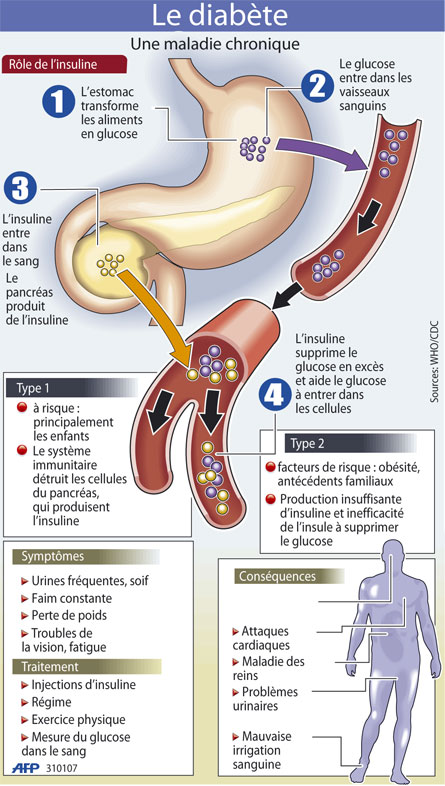 Le diabète
Une maladie chronique
Rôle de l'insuline
1
L'estomac
transforme
les aliments
en glucose
2
Le glucose
entre dans les
vaisseaux
sanguins
3
L'insuline
entre
dans
le sang
Le
pancréas
produit
de l'insuline
4
L'insuline
supprime le
glucose en excés
et aide le glucose
à entrer dans
les cellules
Sources: WHO/CDC
Type 1
à risque :
principalement
les enfants
Le système
immunitaire
détruit les cellules
du pancréas,
qui produisent
l'insuline
Type 2
facteurs de risque : obésité,
antécédents familiaux
Production insuffisante
d'insuline et inefficacité
de l'insule à supprimer
le glucose
Symptômes
Urines fréquentes, soif
Faim constante
Perte de poids
Troubles de
la vision, fatigue
Traitement
Injections d'insuline
Régime
Exercice physique
Mesure du glucose
dans le sang
AFP 310107
Conséquences
Attaques
cardiaques
Maladie des
reins
Problèmes
urinaires
Mauvaise
irrigation
sanguine